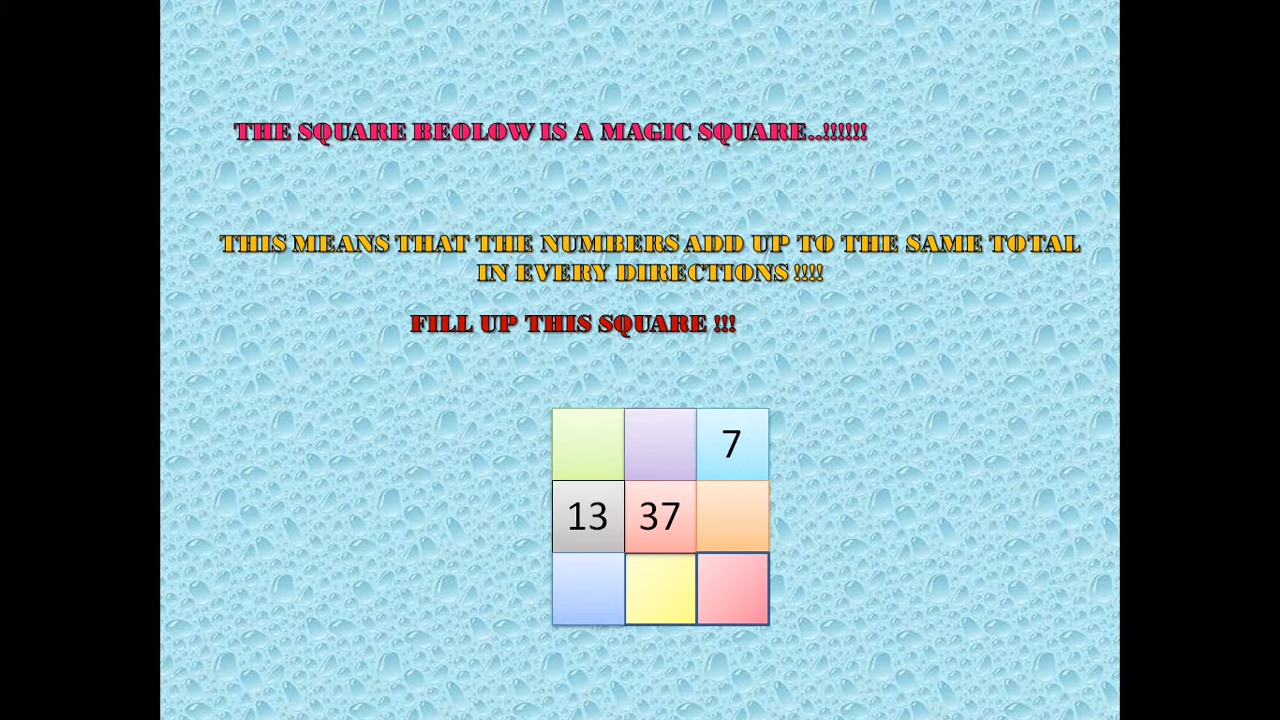 THE SQUARE BEOLOW IS A MAGIC SQUARE..!!!!!!
THIS MEANS THAT THE NUMBERS ADD UP TO THE SAME TOTAL
IN EVERY DIRECTIONS !!!!
FILL UP THIS SQUARE !!!
7
13 37